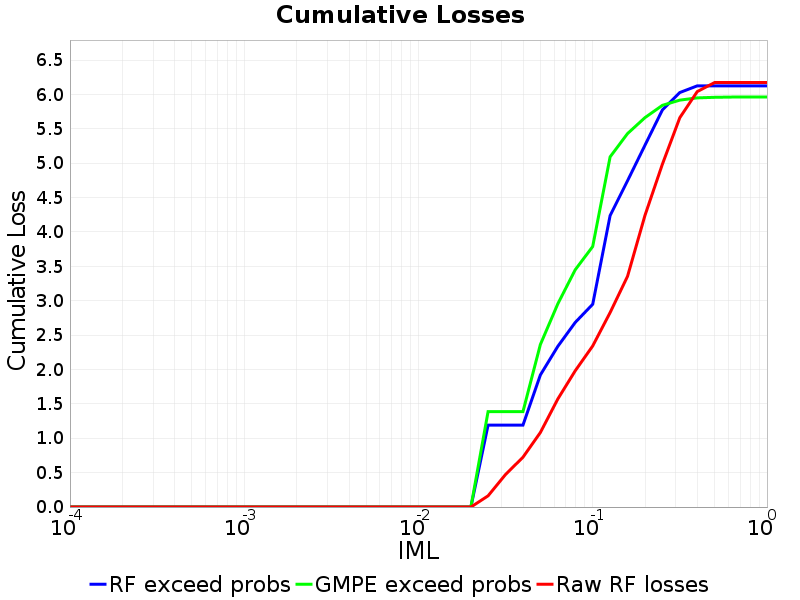 Cumulative Losses
Cumulative Loss
6.5
6.0
5.5
5.0
4.5
4.0
3.5
3.0
2.5
2.0
1.5
1.0
0.5
0.0
10^-4 10^-3 10^-2 10^-1 10^0
IML
RF exceed probs GMPE exceed probs Raw RF losses